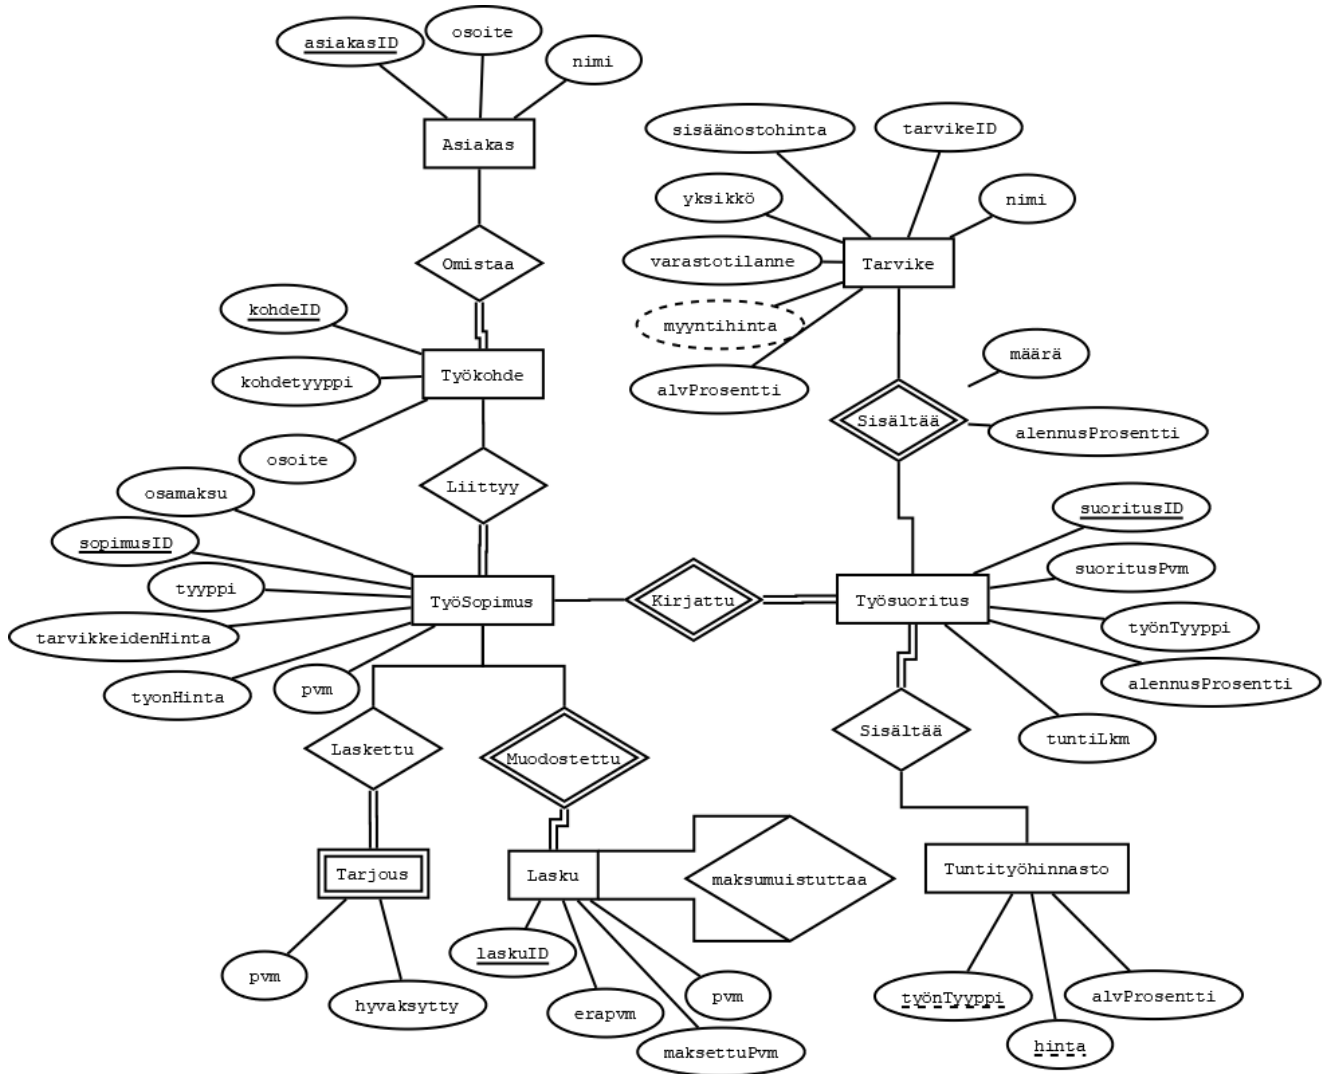 asiakasID
osoite
nimi
Asiakas
sisäänostohinta
tarvikeID
yksikkö
nimi
varastotilanne
Tarvike
Omistaa
kohdeID
myyntihinta
määrä
kohdetyyppi
Työkohde
alvProsentti
Sisältää
alennusProsentti
osoite
Liittyy
osamaksu
suoritusID
sopimusID
suoritusPvm
tyyppi
TyöSopimus
Kirjattu
Työsuoritus
työnTyyppi
tarvikkeidenHinta
tyonHinta
pvm
alennusProsentti
Laskettu
Muodostettu
Sisältää
tuntiLkm
Tarjous
Lasku
maksumuistuttaa
Tuntityöhinnasto
laskuID
pvm
hyvaksytty
erapvm
pvm
maksettuPvm
työnTyyppi
alvProsentti
hinta